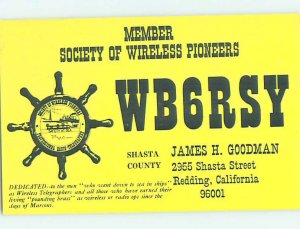 MEMBER
SOCIETY OF WIRELESS PIONEERS
WB6RSY
SHASTA
COUNTY
JAMES H. GOODMAN
2955 Shasta Street
Redding, California
96001
DEDICATED—to the men "who went down to sea in ships"
as Wireless Telegraphers and all those who have earned their
living "pounding brass" as wireless or radio ops since the
days of Marconi.